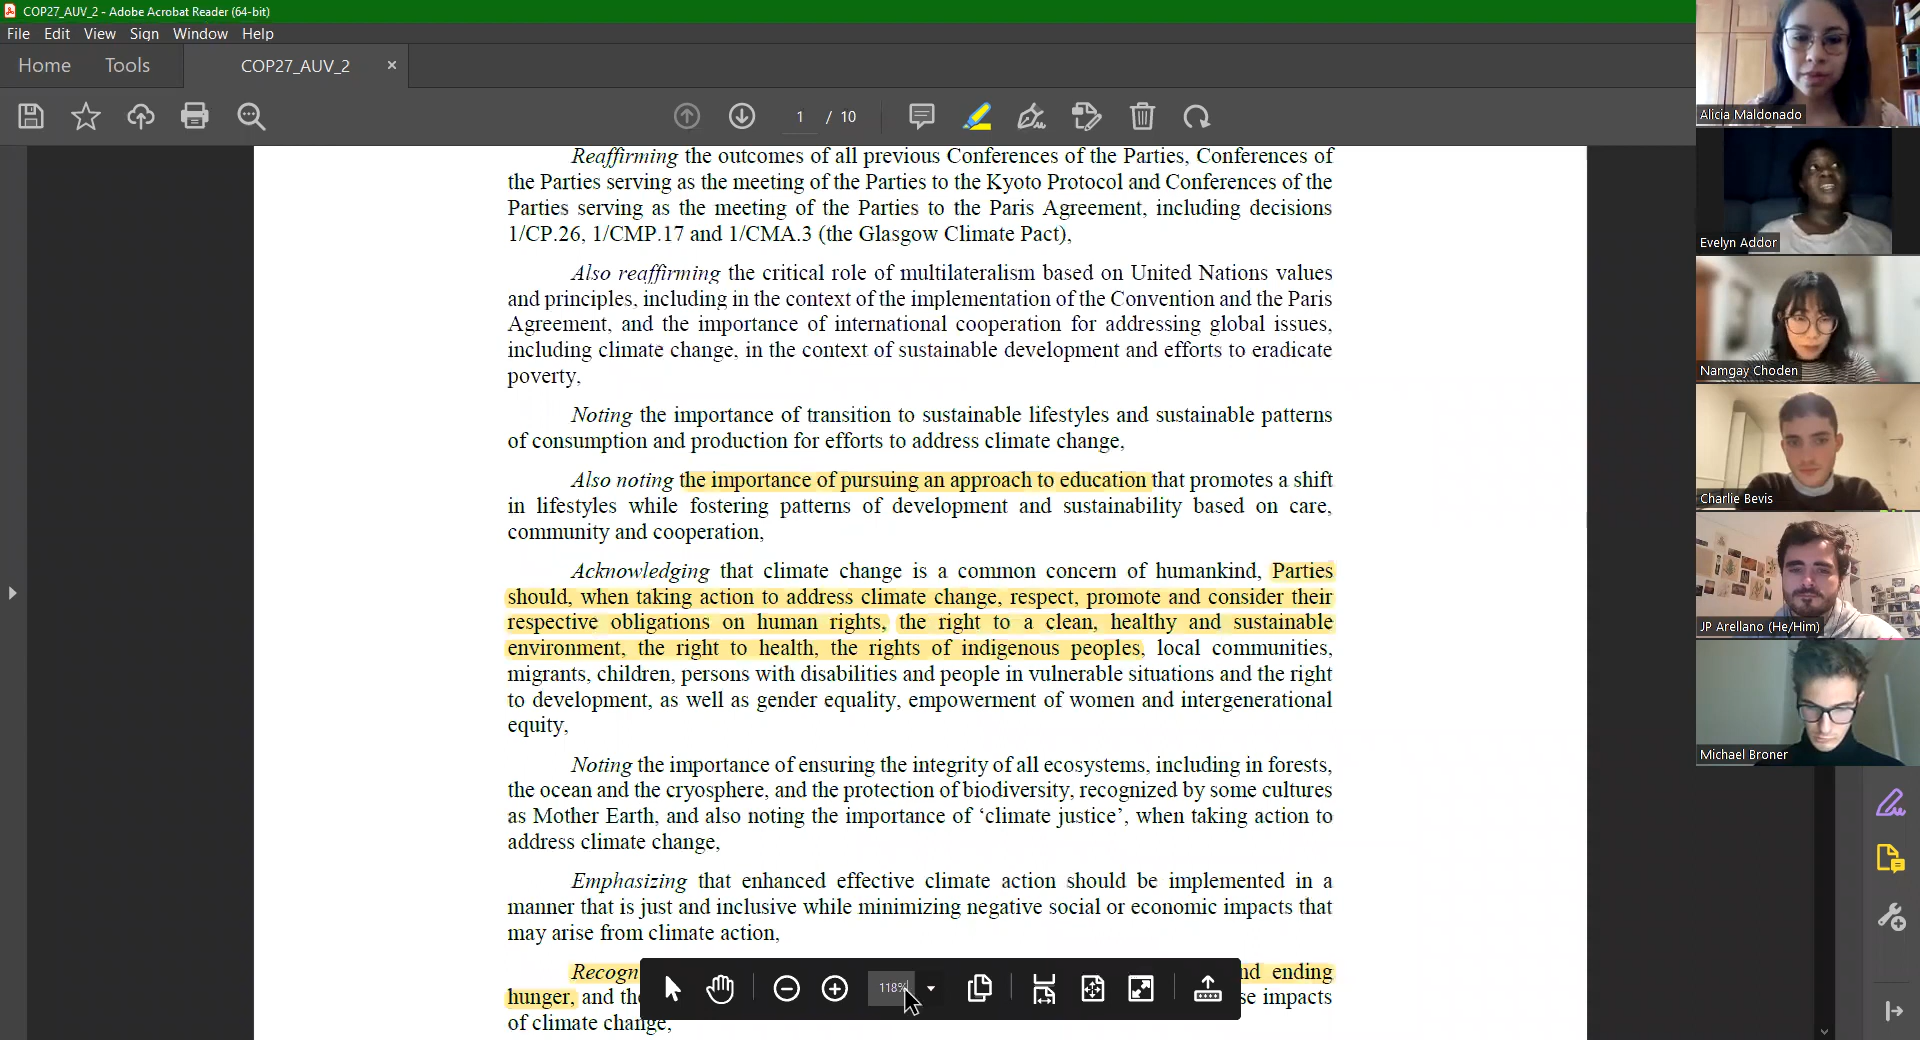 COP27_AUV_2 - Adobe Acrobat Reader (64-bit)
File Edit View Sign Window Help
Home Tools COP27_AUV_2 ×
1 / 10
Reaffirming the outcomes of all previous Conferences of the Parties, Conferences of
the Parties serving as the meeting of the Parties to the Kyoto Protocol and Conferences of the
Parties serving as the meeting of the Parties to the Paris Agreement, including decisions
1/CP.26, 1/CMP.17 and 1/CMA.3 (the Glasgow Climate Pact),
Also reaffirming the critical role of multilateralism based on United Nations values
and principles, including in the context of the implementation of the Convention and the Paris
Agreement, and the importance of international cooperation for addressing global issues,
including climate change, in the context of sustainable development and efforts to eradicate
poverty,
Noting the importance of transition to sustainable lifestyles and sustainable patterns
of consumption and production for efforts to address climate change,
Also noting the importance of pursuing an approach to education that promotes a shift
in lifestyles while fostering patterns of development and sustainability based on care,
community and cooperation,
Acknowledging that climate change is a common concern of humankind, Parties
should, when taking action to address climate change, respect, promote and consider their
respective obligations on human rights, the right to a clean, healthy and sustainable
environment, the right to health, the rights of indigenous peoples, local communities,
migrants, children, persons with disabilities and people in vulnerable situations and the right
to development, as well as gender equality, empowerment of women and intergenerational
equity,
Noting the importance of ensuring the integrity of all ecosystems, including in forests,
the ocean and the cryosphere, and the protection of biodiversity, recognized by some cultures
as Mother Earth, and also noting the importance of ‘climate justice’, when taking action to
address climate change,
Emphasizing that enhanced effective climate action should be implemented in a
manner that is just and inclusive while minimizing negative social or economic impacts that
may arise from climate action,
Recogn nd ending
hunger, and the se impacts
of climate change,
118%
Alicia Maldonado
Evelyn Addor
Namgay Choden
Charlie Bevis
JP Arellano (He/Him)
Michael Broner